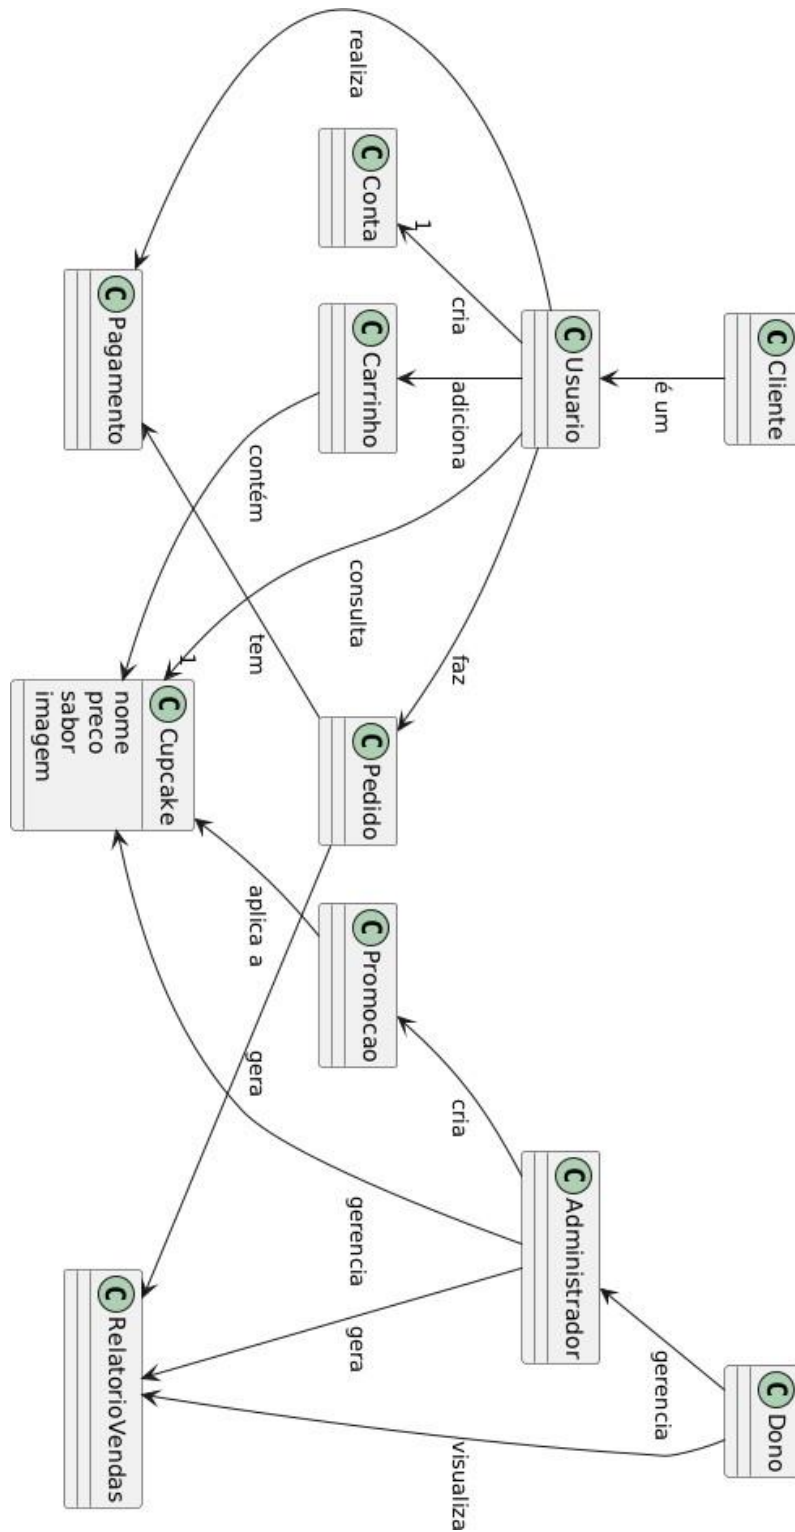 C Cliente
C Dono
é um
gerencia
C Usuario
C Administrador
realiza
cria
adiciona
faz
cria
visualiza
1
C Conta
C Carrinho
C Pedido
C Promocao
consulta
gerencia
gera
contém
tem
aplica a
gera
1
C Pagamento
C Cupcake
nome
preco
sabor
imagem
C RelatorioVendas